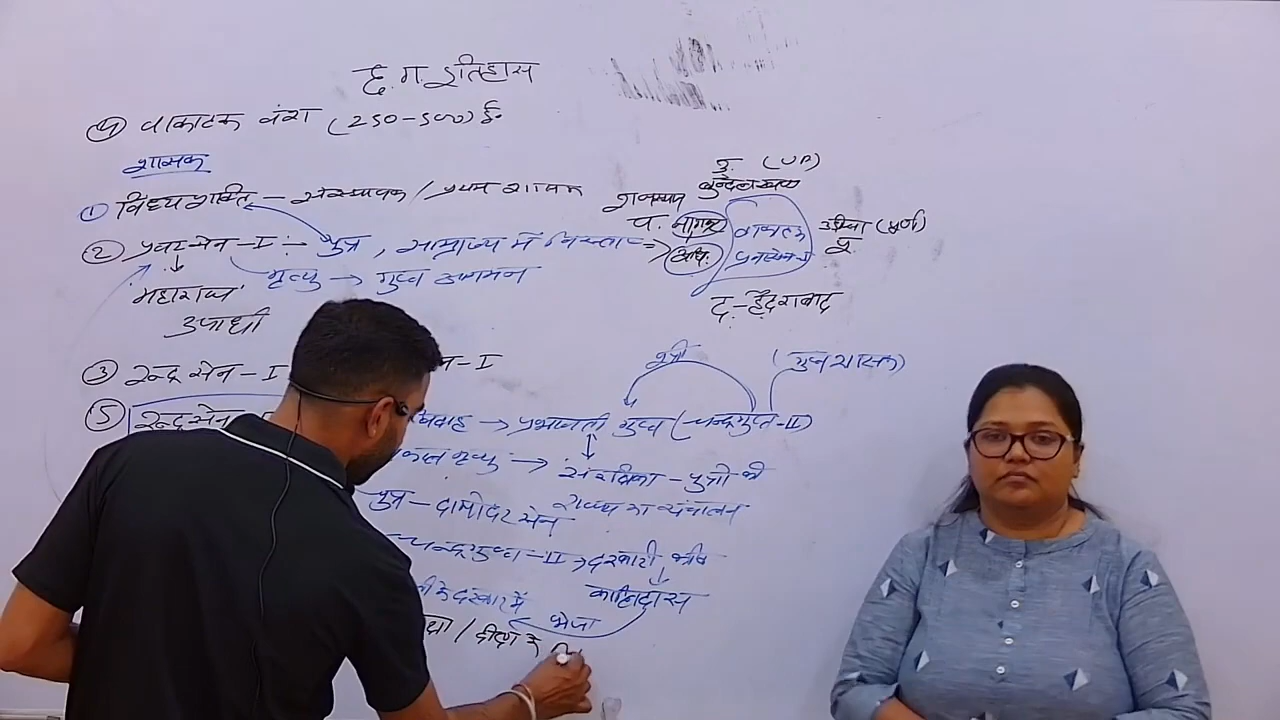 छ.ग. इतिहास
④ वाकाटक वंश (250-500) ई.
शासक
① विंध्यशक्ति – संस्थापक / प्रथम शासक
② प्रवरसेन-I :- पुत्र, साम्राज्य में विस्तार =>
मृत्यु → गुप्त आगमन
"महाराज"
उपाधी
उ. (UP)
बुन्देलखण्ड
राजस्थान
प.
वाकाटक
प्रवरसेन-I
उड़ीसा (पूर्वी)
द.-हैदराबाद
③ रुद्रसेन-I
न-I
पुत्री
(गुप्त शासक)
⑤ रुद्रसेन
विवाह → प्रभावती गुप्त (चन्द्रगुप्त-II)
मृत्यु → संरक्षिका – पुत्रो की
राज्य का संचालन
पुत्र – दामोदर सेन
चन्द्रगुप्त-II → दरबारी कवि
कालिदास
के दरबार में
भेजा
/ दीक्षा